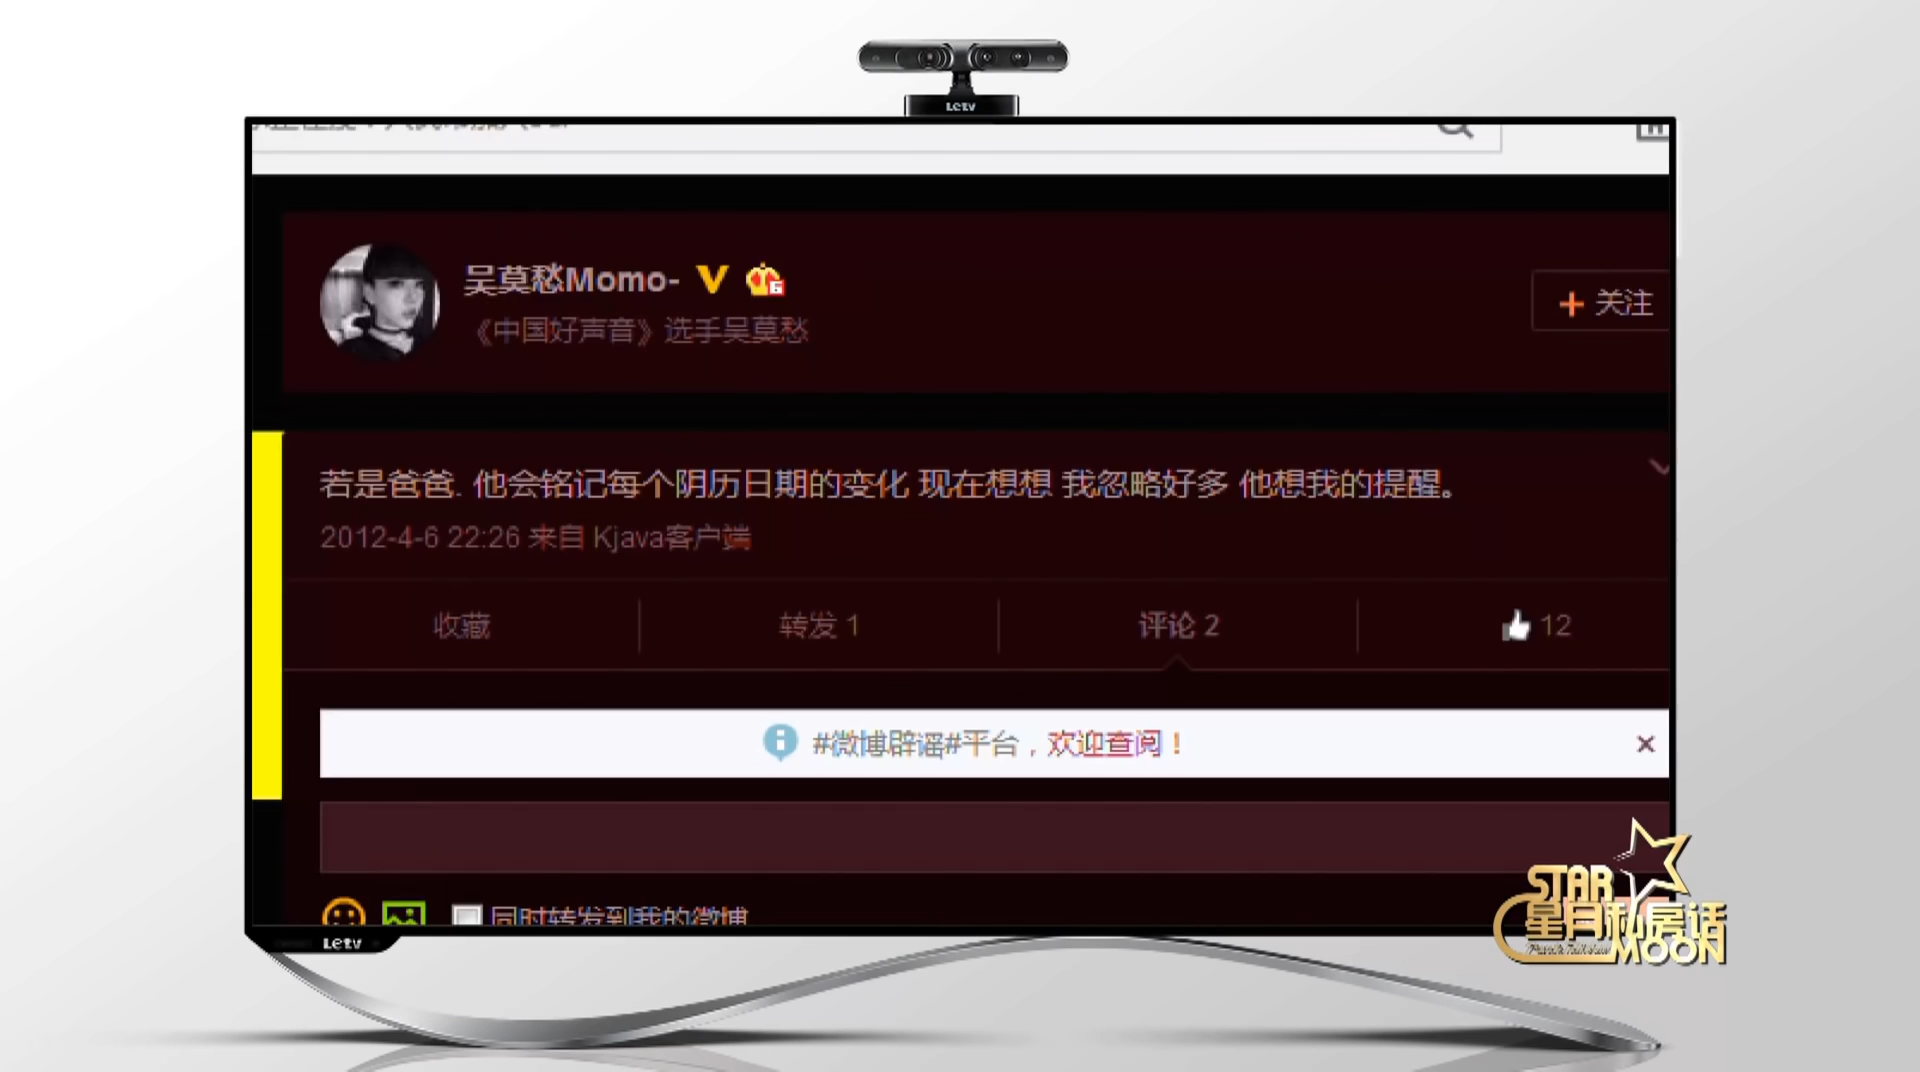 Letv
吴莫愁Momo-
《中国好声音》选手吴莫愁
+ 关注
若是爸爸. 他会铭记每个阴历日期的变化 现在想想 我忽略好多 他想我的提醒。
2012-4-6 22:26 来自 Kjava客户端
收藏 转发 1 评论 2 12
#微博辟谣#平台，欢迎查阅！
同时转发到我的微博
Letv
STAR
星月私房话
MOON